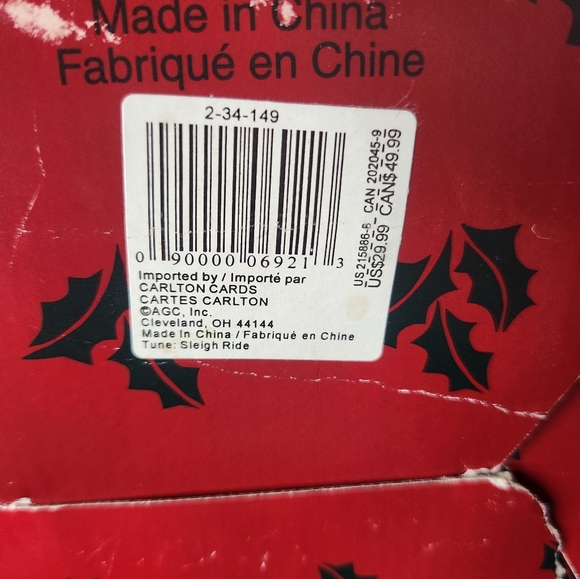 Made in China
Fabriqué en Chine
2-34-149
0 90000 06921 3
Imported by / Importé par
CARLTON CARDS
CARTES CARLTON
©AGC, Inc.
Cleveland, OH 44144
Made In China / Fabriqué en Chine
Tune: Sleigh Ride
US 215886-8 CAN 202045-9
US$29.99 CAN$ 49.99